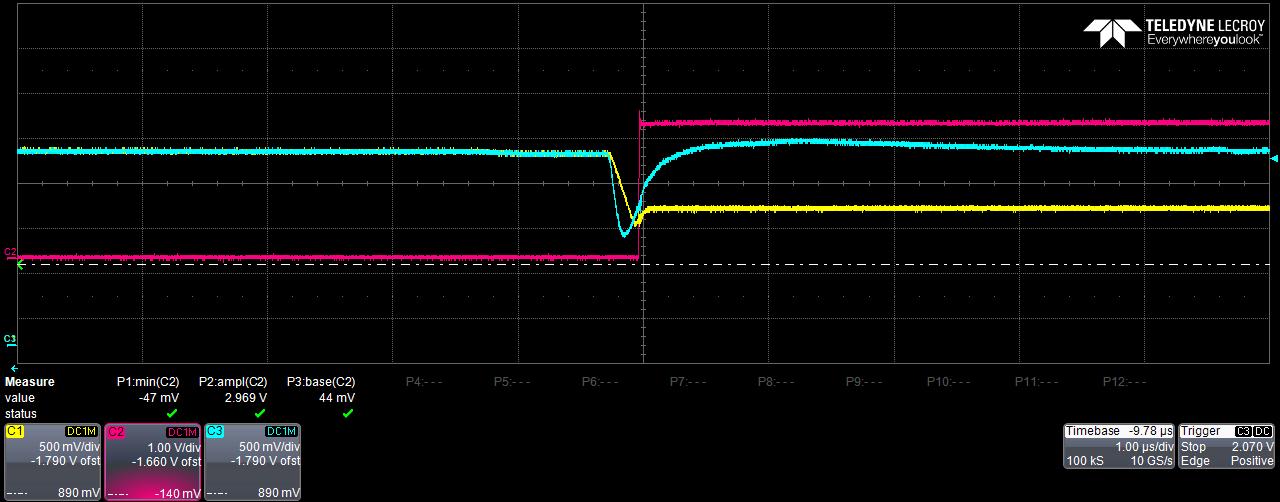 TELEDYNE LECROY
Everywhereyoulook™
C2
C3
Measure P1:min(C2) P2:ampl(C2) P3:base(C2) P4:--- P5:--- P6:--- P7:--- P8:--- P9:--- P10:--- P11:--- P12:---
value -47 mV 2.969 V 44 mV
status ✓ ✓ ✓
C1 DC1M C2 DC1M C3 DC1M
500 mV/div 1.00 V/div 500 mV/div
-1.790 V ofst -1.660 V ofst -1.790 V ofst
890 mV -140 mV 890 mV
Timebase -9.78 µs Trigger C3 DC
1.00 µs/div Stop 2.070 V
100 kS 10 GS/s Edge Positive